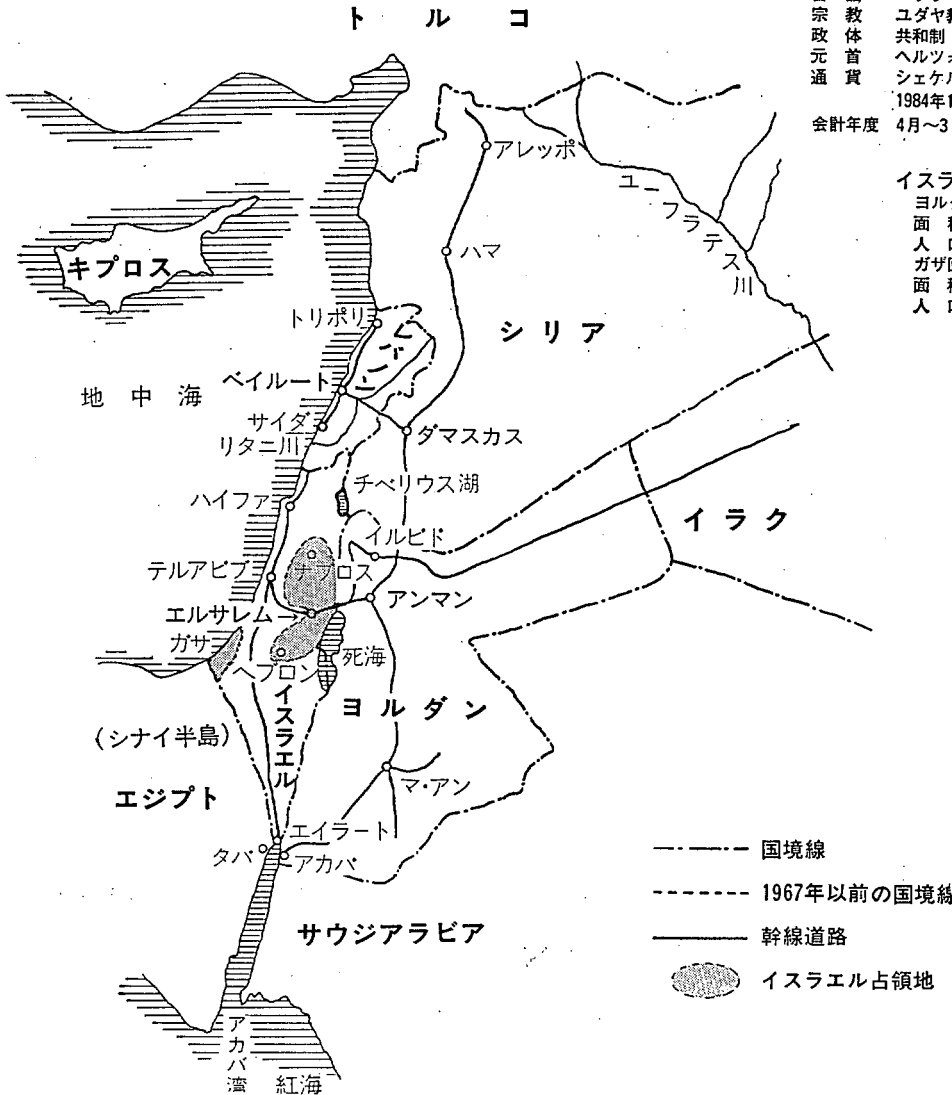 トルコ
宗教 ユダヤ教
政体 共和制
元首 ヘルツォ
通貨 シェケル
1984年1
会計年度 4月～3
イスラ
ヨルダ
面積
人口
ガザ
面積
人口
アレッポ
ユーフラテス川
ハマ
キプロス
トリポリ
レバノン
シリア
ベイルート
地中海
サイダ
ダマスカス
リタニ川
チベリウス湖
ハイファ
イラク
イルビド
テルアビブ
ナブロス
アンマン
エルサレム
ガサ
ヘブロン
死海
イスラエル
ヨルダン
(シナイ半島)
マ・アン
エジプト
エイラート
タバ
アカバ
国境線
1967年以前の国境線
幹線道路
イスラエル占領地
サウジアラビア
アカバ湾
紅海